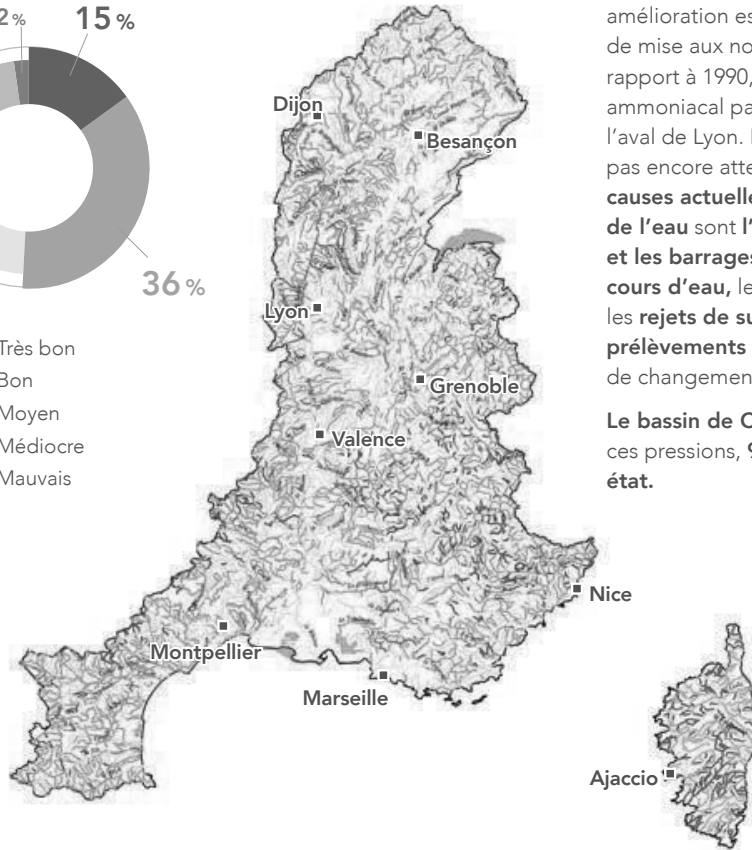 2 %
15 %
36 %
Très bon
Bon
Moyen
Médiocre
Mauvais
Dijon
Besançon
Lyon
Grenoble
Valence
Nice
Montpellier
Marseille
Ajaccio
amélioration es
de mise aux no
rapport à 1990,
ammoniacal pa
l'aval de Lyon.
pas encore atte
causes actuelle
de l'eau sont l'
et les barrages
cours d'eau, le
les rejets de su
prélèvements
de changemen
Le bassin de C
ces pressions, 9
état.